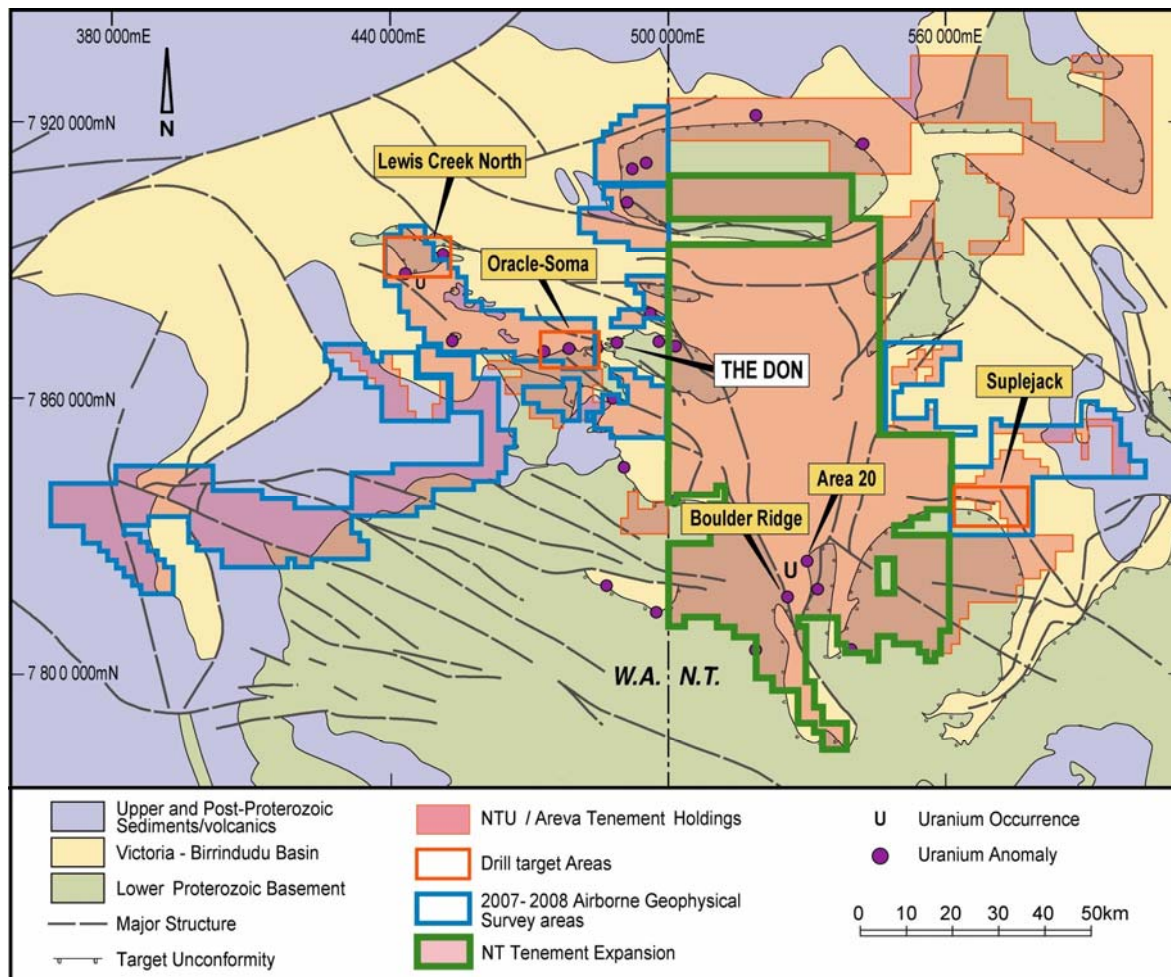 380 000mE 440 000mE 500 000mE 560 000mE
N
7 920 000mN
Lewis Creek North
Oracle-Soma
U
THE DON
Suplejack
7 860 000mN
Area 20
Boulder Ridge
U
7 800 000mN
W.A. N.T.
Upper and Post-Proterozoic
Sediments/volcanics
Victoria - Birrindudu Basin
Lower Proterozoic Basement
Major Structure
Target Unconformity
NTU / Areva Tenement Holdings
Drill target Areas
2007-2008 Airborne Geophysical
Survey areas
NT Tenement Expansion
U Uranium Occurrence
Uranium Anomaly
0 10 20 30 40 50km